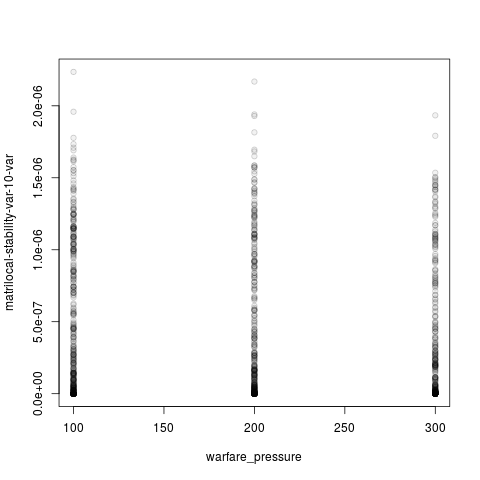 matrilocal-stability-var-10-var
2.0e-06
1.5e-06
1.0e-06
5.0e-07
0.0e+00
100 150 200 250 300
warfare_pressure